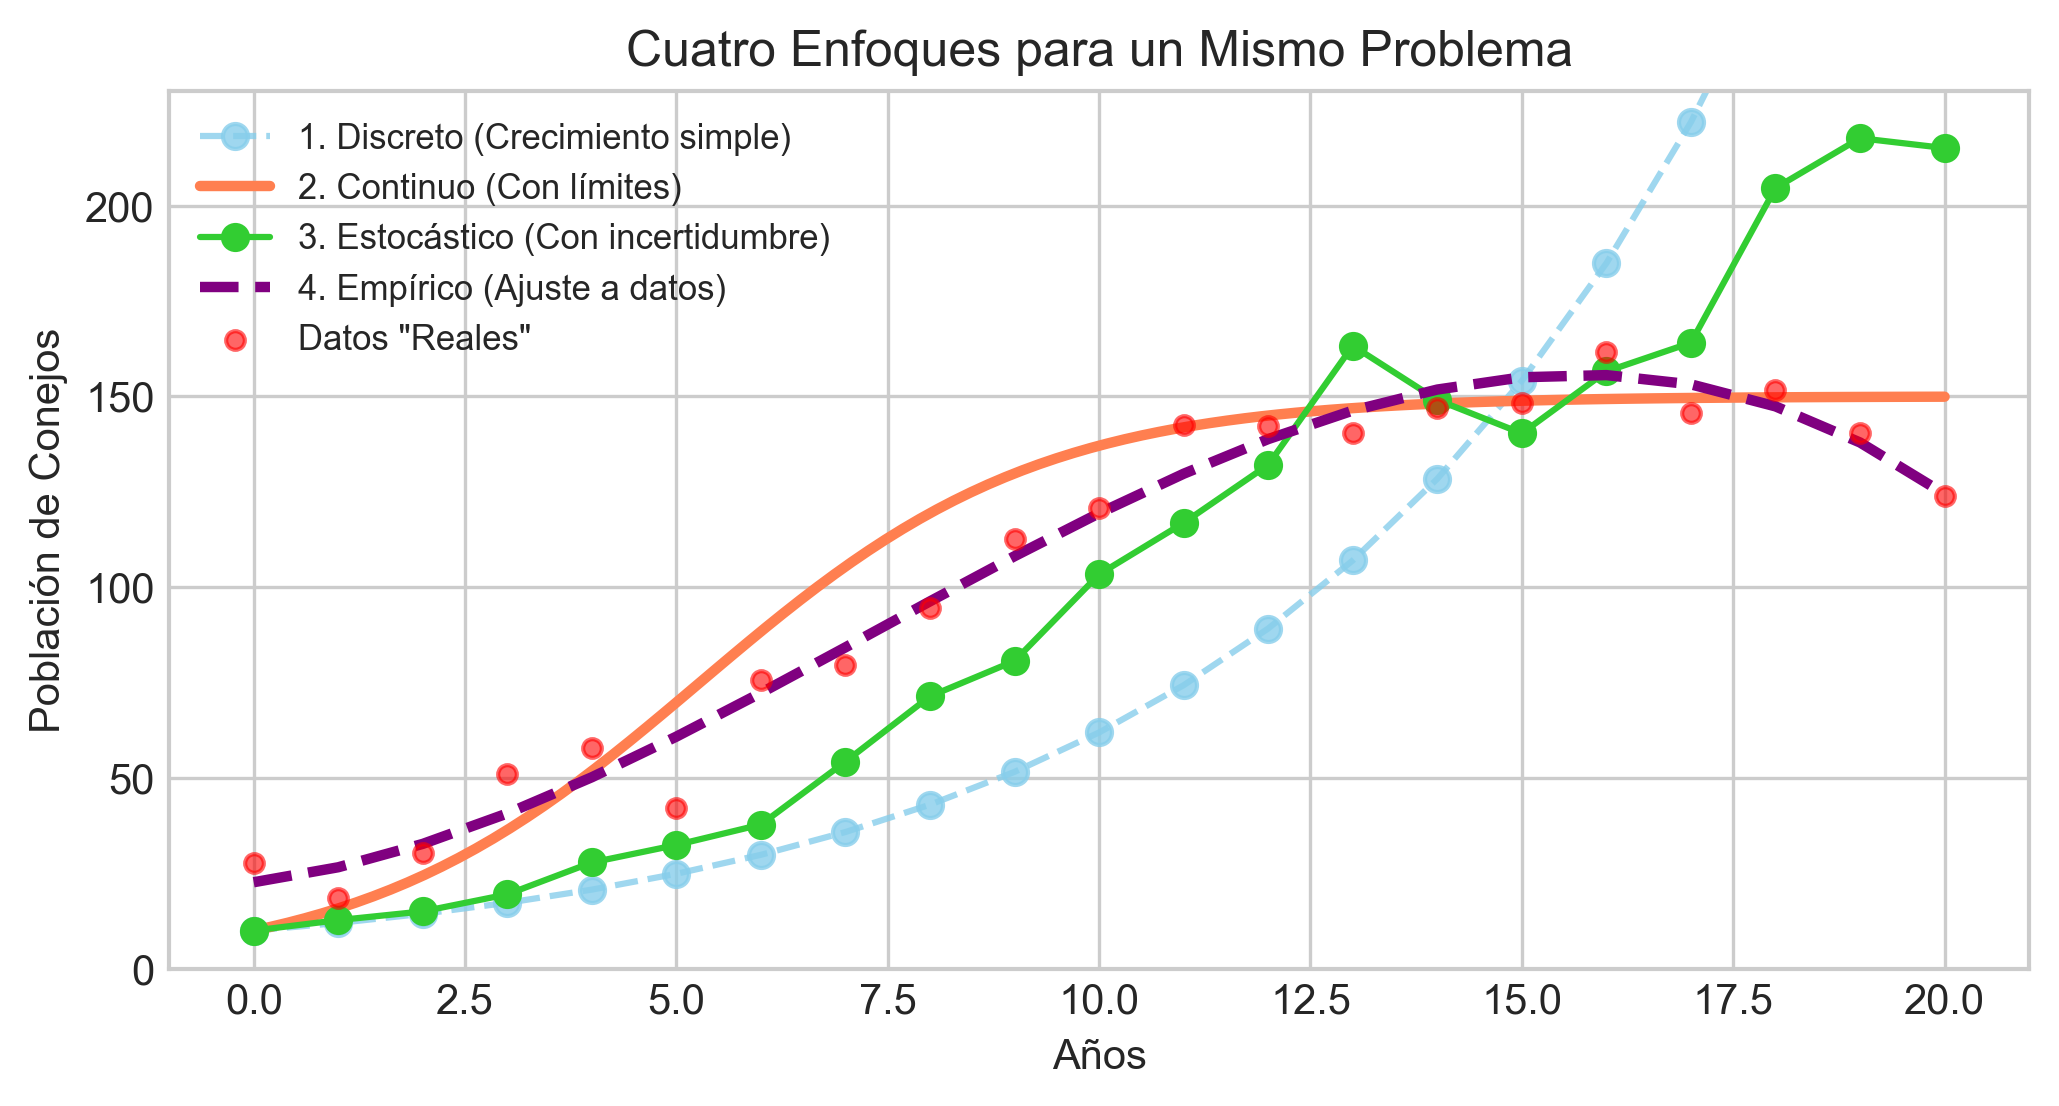 Cuatro Enfoques para un Mismo Problema
1. Discreto (Crecimiento simple)
2. Continuo (Con límites)
3. Estocástico (Con incertidumbre)
4. Empírico (Ajuste a datos)
Datos "Reales"
Población de Conejos
200
150
100
50
0
0.0 2.5 5.0 7.5 10.0 12.5 15.0 17.5 20.0
Años